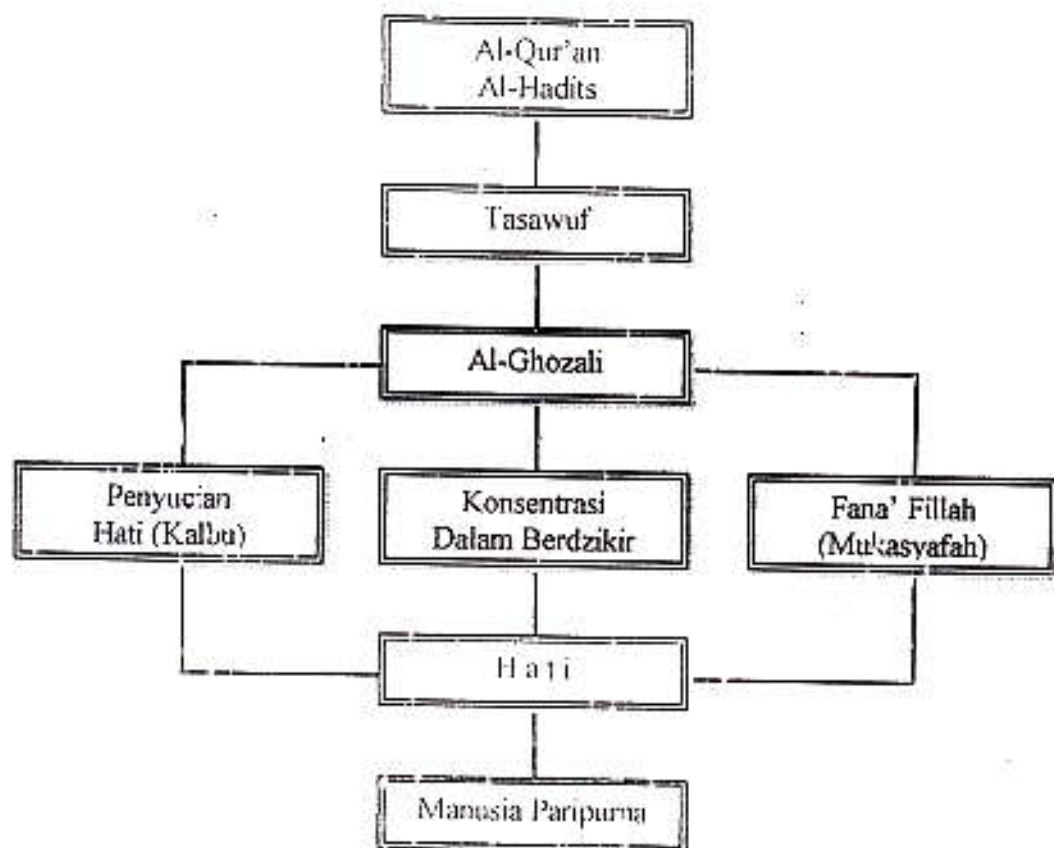 Al-Qur'an
Al-Hadits
Tasawuf
Al-Ghozali
Penyucian
Hati (Kalbu)
Konsentrasi
Dalam Berdzikir
Fana' Fillah
(Mukasyafah)
H a t i
Manusia Paripurna